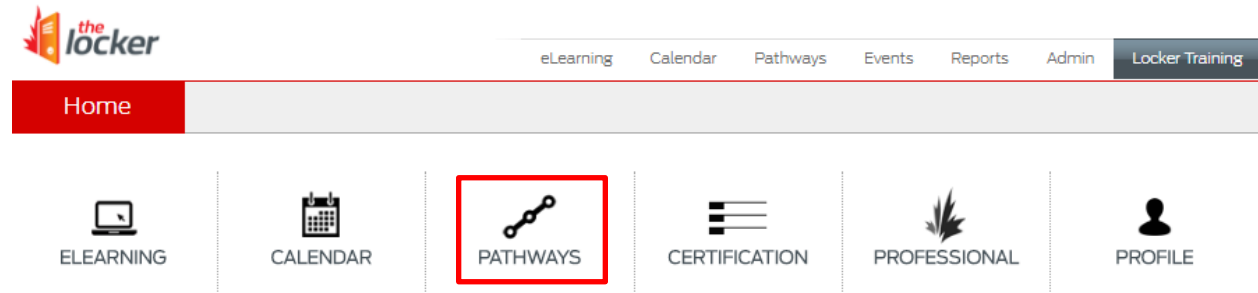 the
locker
eLearning Calendar Pathways Events Reports Admin Locker Training
Home
ELEARNING CALENDAR PATHWAYS CERTIFICATION PROFESSIONAL PROFILE